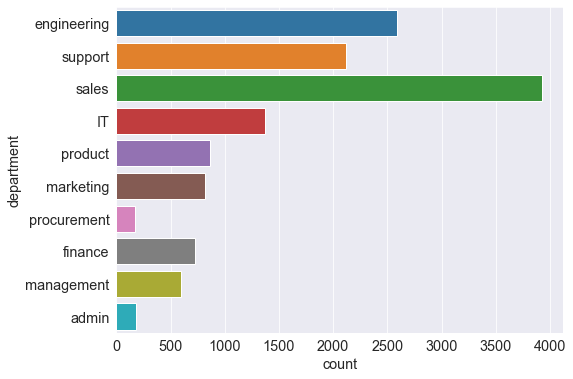 engineering
support
sales
IT
product
marketing
procurement
finance
management
admin
department
0 500 1000 1500 2000 2500 3000 3500 4000
count